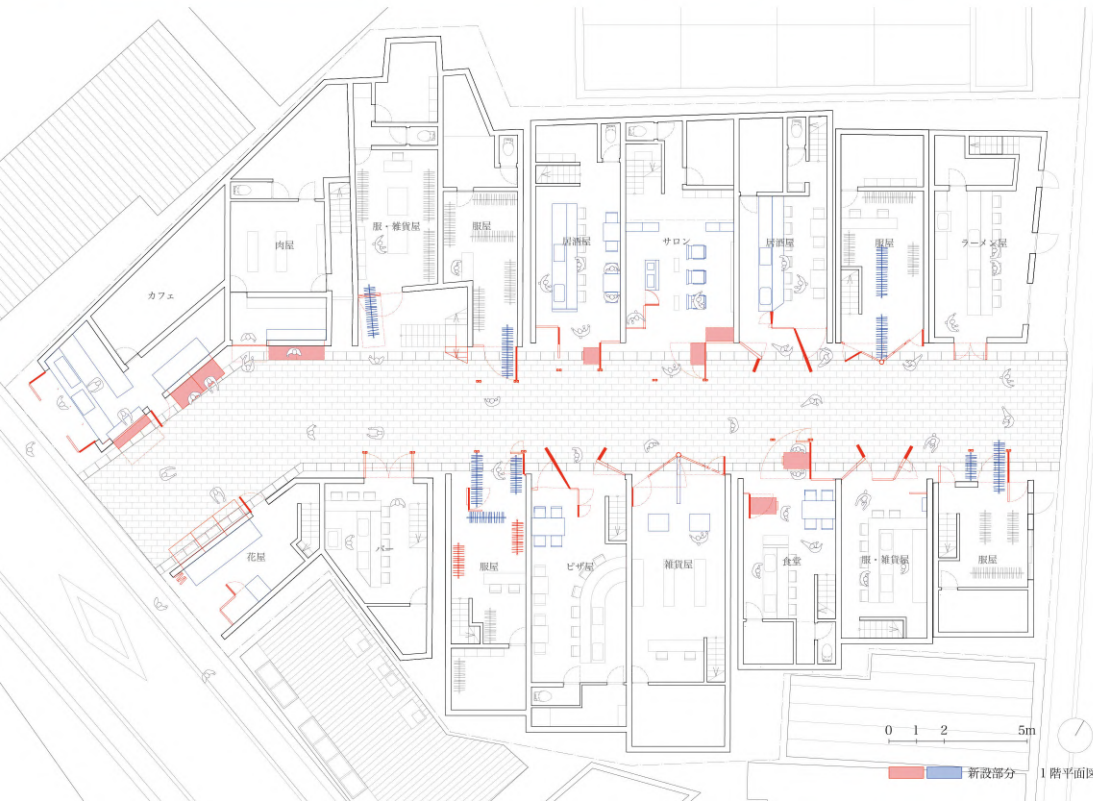 肉屋
服・雑貨屋
服屋
居酒屋
サロン
居酒屋
服屋
ラーメン屋
カフェ
花屋
バー
服屋
ピザ屋
雑貨屋
食堂
服・雑貨屋
服屋
0 1 2 5m
新設部分 1階平面図